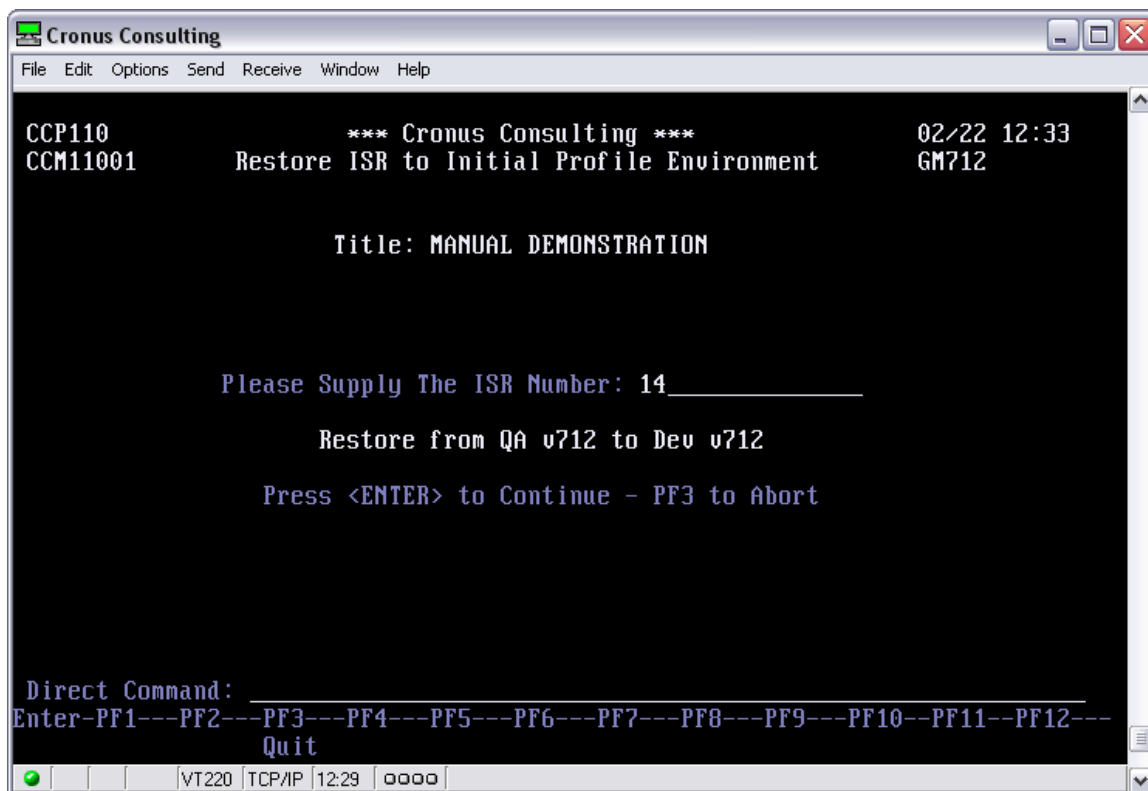 Cronus Consulting
File Edit Options Send Receive Window Help
CCP110 *** Cronus Consulting *** 02/22 12:33
CCM11001 Restore ISR to Initial Profile Environment GM712
Title: MANUAL DEMONSTRATION
Please Supply The ISR Number: 14_______________
Restore from QA v712 to Dev v712
Press <ENTER> to Continue - PF3 to Abort
Direct Command: ____________________________________________________________
Enter-PF1---PF2---PF3---PF4---PF5---PF6---PF7---PF8---PF9---PF10--PF11--PF12---
Quit
VT220 TCP/IP 12:29